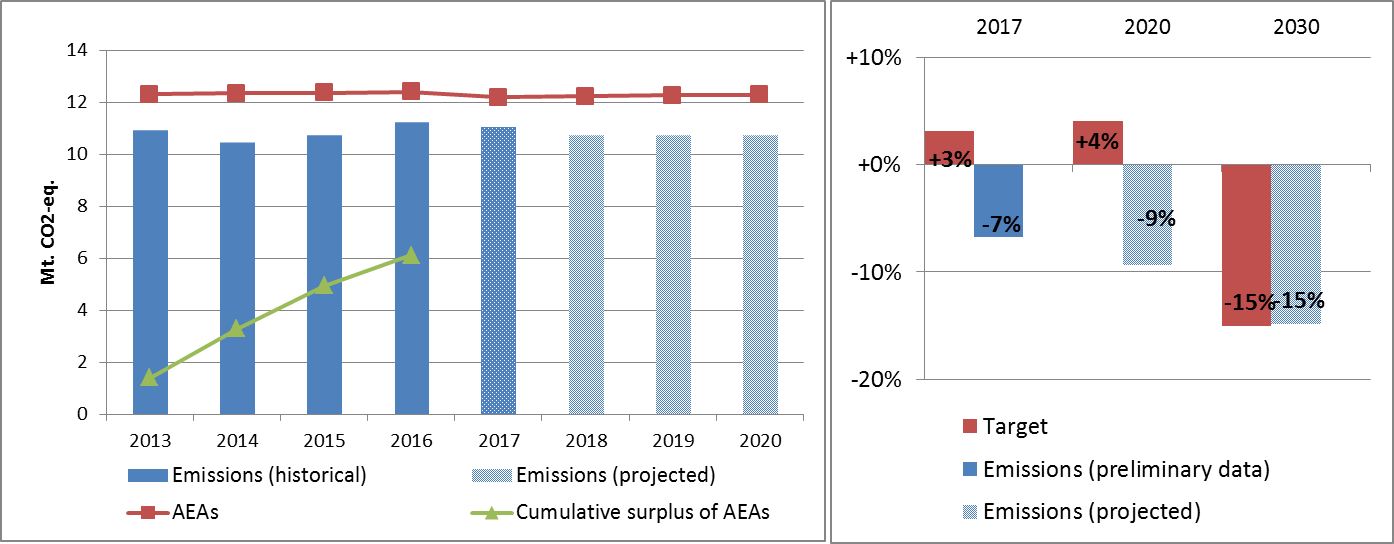 14
12
10
8
6
4
2
0
Mt. CO2-eq.
2013 2014 2015 2016 2017 2018 2019 2020
Emissions (historical) Emissions (projected)
AEAs Cumulative surplus of AEAs
2017 2020 2030
+10%
+0%
-10%
-20%
+3% +4%
-7% -9%
-15% -15%
Target
Emissions (preliminary data)
Emissions (projected)